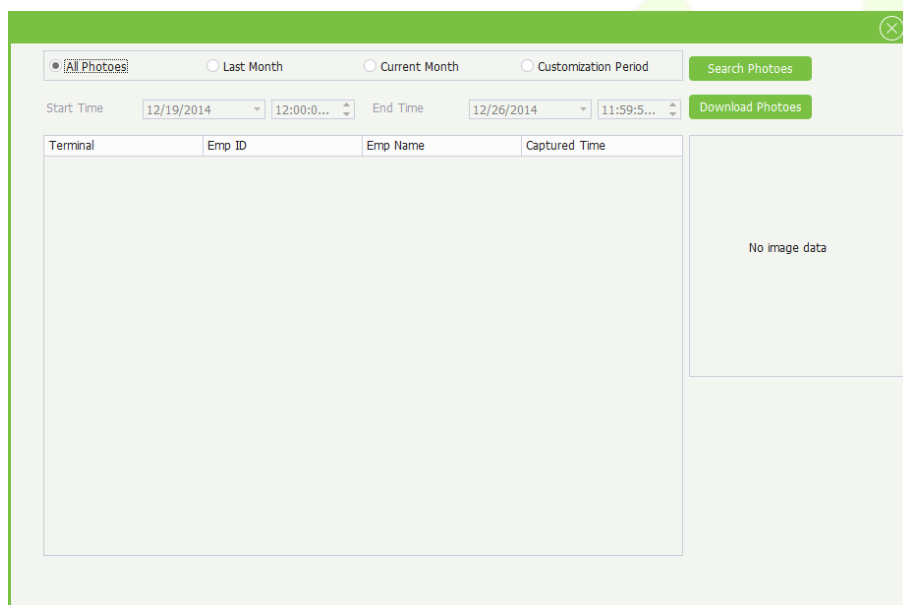 All Photoes Last Month Current Month Customization Period Search Photoes
Start Time 12/19/2014 12:00:0... End Time 12/26/2014 11:59:5... Download Photoes
Terminal Emp ID Emp Name Captured Time
No image data